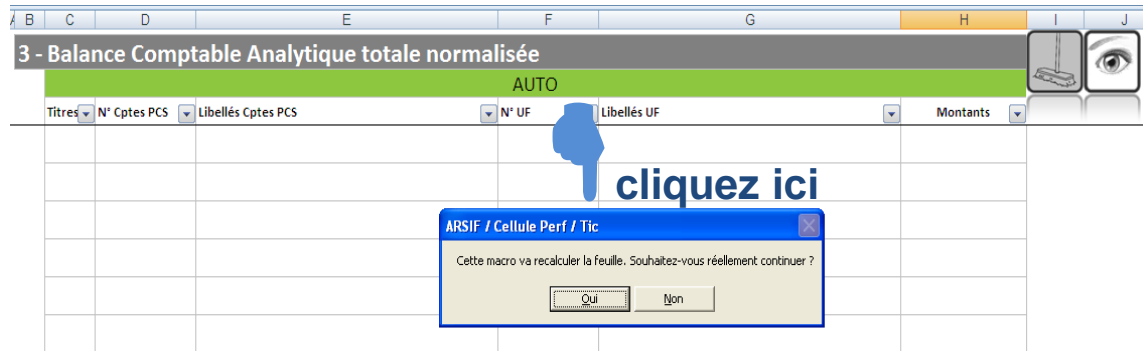 B C D E F G H I J
3 - Balance Comptable Analytique totale normalisée
AUTO
Titres N° Cptes PCS Libellés Cptes PCS N° UF Libellés UF Montants
cliquez ici
ARSIF / Cellule Perf / Tic
Cette macro va recalculer la feuille. Souhaitez-vous réellement continuer ?
Oui Non